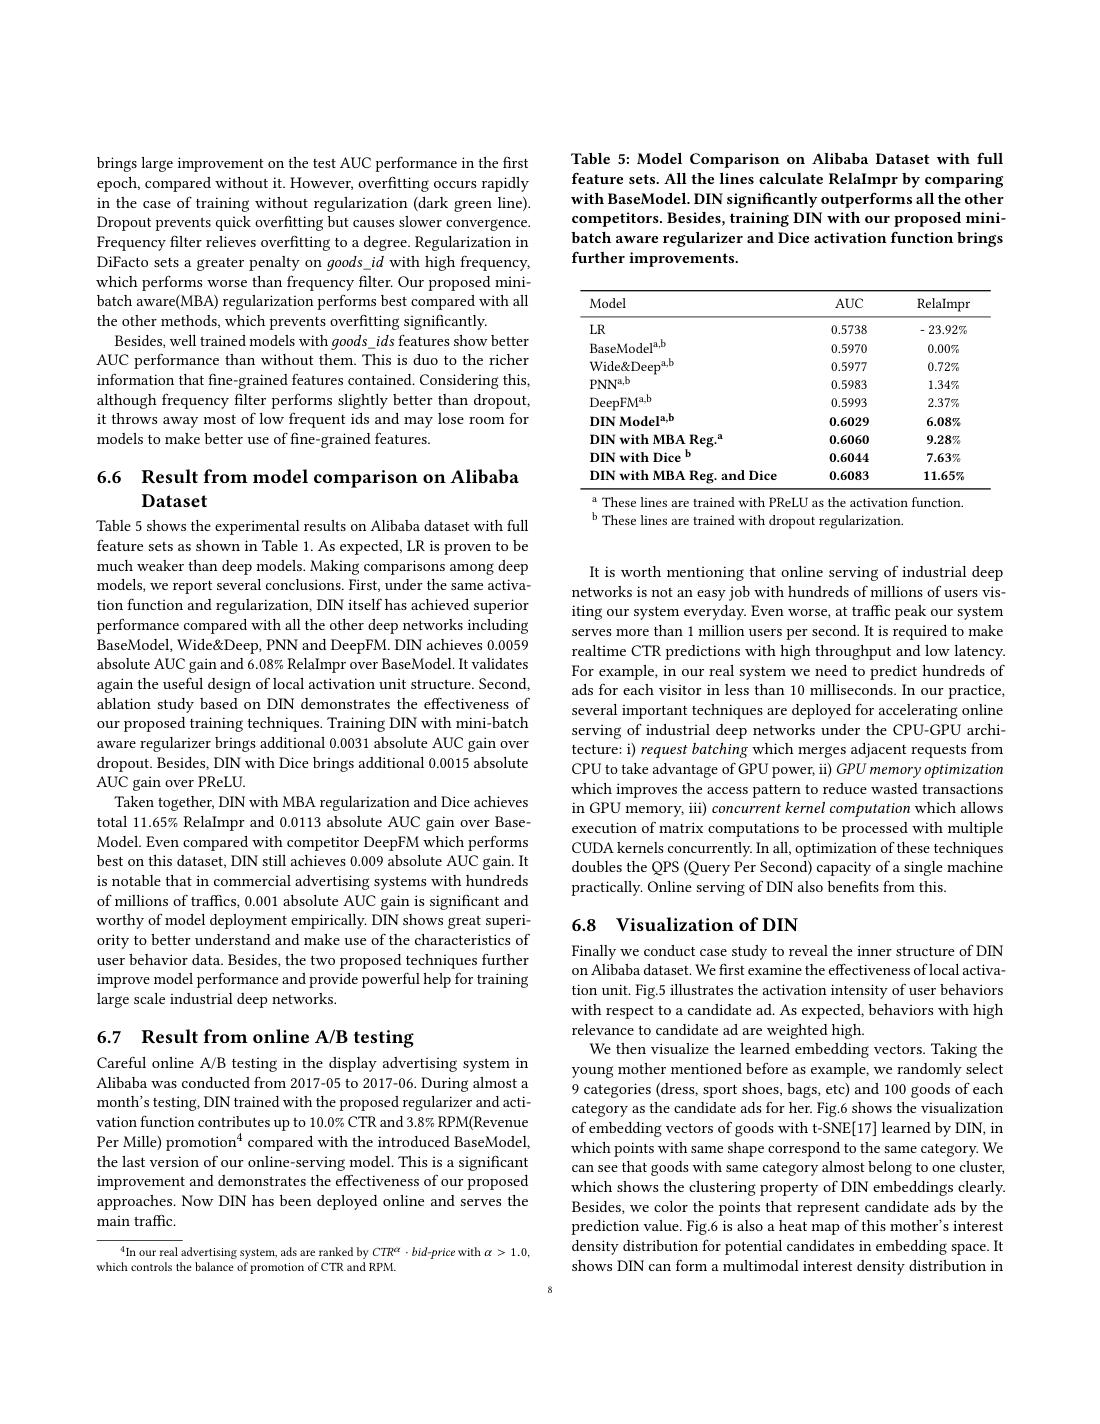 brings large improvement on the test AUC performance in the first
epoch, compared without it. However, overfitting occurs rapidly
in the case of training without regularization (dark green line).
Dropout prevents quick overfitting but causes slower convergence.
Frequency filter relieves overfitting to a degree. Regularization in
DiFacto sets a greater penalty on goods_id with high frequency,
which performs worse than frequency filter. Our proposed mini-
batch aware(MBA) regularization performs best compared with all
the other methods, which prevents overfitting significantly.
Besides, well trained models with goods_ids features show better
AUC performance than without them. This is duo to the richer
information that fine-grained features contained. Considering this,
although frequency filter performs slightly better than dropout,
it throws away most of low frequent ids and may lose room for
models to make better use of fine-grained features.
6.6 Result from model comparison on Alibaba
Dataset
Table 5 shows the experimental results on Alibaba dataset with full
feature sets as shown in Table 1. As expected, LR is proven to be
much weaker than deep models. Making comparisons among deep
models, we report several conclusions. First, under the same activa-
tion function and regularization, DIN itself has achieved superior
performance compared with all the other deep networks including
BaseModel, Wide&Deep, PNN and DeepFM. DIN achieves 0.0059
absolute AUC gain and 6.08% RelaImpr over BaseModel. It validates
again the useful design of local activation unit structure. Second,
ablation study based on DIN demonstrates the effectiveness of
our proposed training techniques. Training DIN with mini-batch
aware regularizer brings additional 0.0031 absolute AUC gain over
dropout. Besides, DIN with Dice brings additional 0.0015 absolute
AUC gain over PReLU.
Taken together, DIN with MBA regularization and Dice achieves
total 11.65% RelaImpr and 0.0113 absolute AUC gain over Base-
Model. Even compared with competitor DeepFM which performs
best on this dataset, DIN still achieves 0.009 absolute AUC gain. It
is notable that in commercial advertising systems with hundreds
of millions of traffics, 0.001 absolute AUC gain is significant and
worthy of model deployment empirically. DIN shows great superi-
ority to better understand and make use of the characteristics of
user behavior data. Besides, the two proposed techniques further
improve model performance and provide powerful help for training
large scale industrial deep networks.
6.7 Result from online A/B testing
Careful online A/B testing in the display advertising system in
Alibaba was conducted from 2017-05 to 2017-06. During almost a
month's testing, DIN trained with the proposed regularizer and acti-
vation function contributes up to 10.0% CTR and 3.8% RPM(Revenue
Per Mille) promotion4 compared with the introduced BaseModel,
the last version of our online-serving model. This is a significant
improvement and demonstrates the effectiveness of our proposed
approaches. Now DIN has been deployed online and serves the
main traffic.
4In our real advertising system, ads are ranked by CTRα · bid-price with α > 1.0,
which controls the balance of promotion of CTR and RPM.
Table 5: Model Comparison on Alibaba Dataset with full
feature sets. All the lines calculate RelaImpr by comparing
with BaseModel. DIN significantly outperforms all the other
competitors. Besides, training DIN with our proposed mini-
batch aware regularizer and Dice activation function brings
further improvements.
Model AUC RelaImpr
LR 0.5738 - 23.92%
BaseModela,b 0.5970 0.00%
Wide&Deepa,b 0.5977 0.72%
PNNa,b 0.5983 1.34%
DeepFMa,b 0.5993 2.37%
DIN Modela,b 0.6029 6.08%
DIN with MBA Reg.a 0.6060 9.28%
DIN with Dice b 0.6044 7.63%
DIN with MBA Reg. and Dice 0.6083 11.65%
a These lines are trained with PReLU as the activation function.
b These lines are trained with dropout regularization.
It is worth mentioning that online serving of industrial deep
networks is not an easy job with hundreds of millions of users vis-
iting our system everyday. Even worse, at traffic peak our system
serves more than 1 million users per second. It is required to make
realtime CTR predictions with high throughput and low latency.
For example, in our real system we need to predict hundreds of
ads for each visitor in less than 10 milliseconds. In our practice,
several important techniques are deployed for accelerating online
serving of industrial deep networks under the CPU-GPU archi-
tecture: i) request batching which merges adjacent requests from
CPU to take advantage of GPU power, ii) GPU memory optimization
which improves the access pattern to reduce wasted transactions
in GPU memory, iii) concurrent kernel computation which allows
execution of matrix computations to be processed with multiple
CUDA kernels concurrently. In all, optimization of these techniques
doubles the QPS (Query Per Second) capacity of a single machine
practically. Online serving of DIN also benefits from this.
6.8 Visualization of DIN
Finally we conduct case study to reveal the inner structure of DIN
on Alibaba dataset. We first examine the effectiveness of local activa-
tion unit. Fig.5 illustrates the activation intensity of user behaviors
with respect to a candidate ad. As expected, behaviors with high
relevance to candidate ad are weighted high.
We then visualize the learned embedding vectors. Taking the
young mother mentioned before as example, we randomly select
9 categories (dress, sport shoes, bags, etc) and 100 goods of each
category as the candidate ads for her. Fig.6 shows the visualization
of embedding vectors of goods with t-SNE[17] learned by DIN, in
which points with same shape correspond to the same category. We
can see that goods with same category almost belong to one cluster,
which shows the clustering property of DIN embeddings clearly.
Besides, we color the points that represent candidate ads by the
prediction value. Fig.6 is also a heat map of this mother's interest
density distribution for potential candidates in embedding space. It
shows DIN can form a multimodal interest density distribution in
8